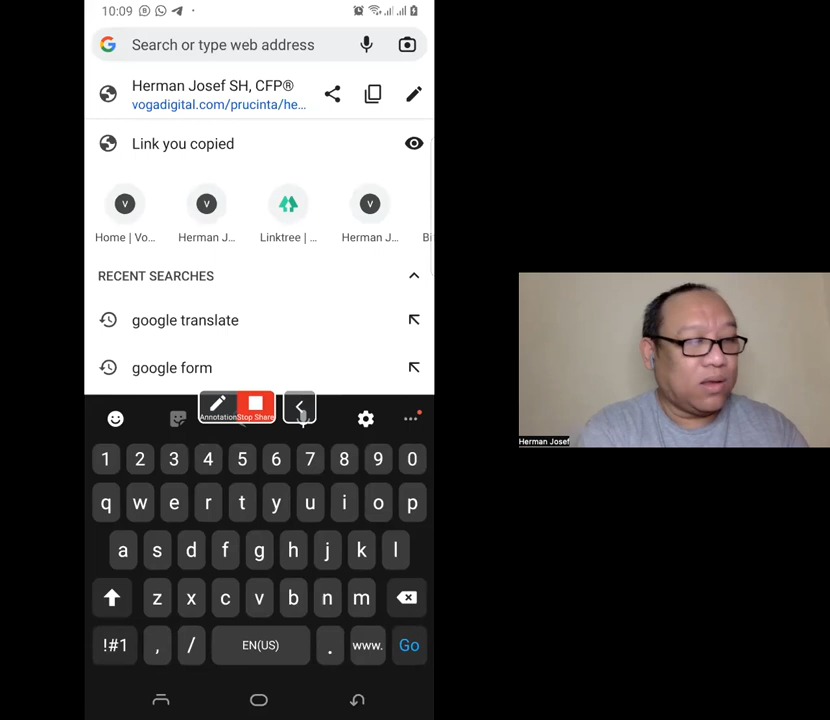 10:09
Search or type web address
Herman Josef SH, CFP®
vogadigital.com/prucinta/he...
Link you copied
V
V
V
Home | Vo...
Herman J...
Linktree | ...
Herman J...
Bi
RECENT SEARCHES
google translate
google form
Annotation
Stop Share
1 2 3 4 5 6 7 8 9 0
q w e r t y u i o p
a s d f g h j k l
z x c v b n m
!#1 , / EN(US) . www. Go
Herman Josef